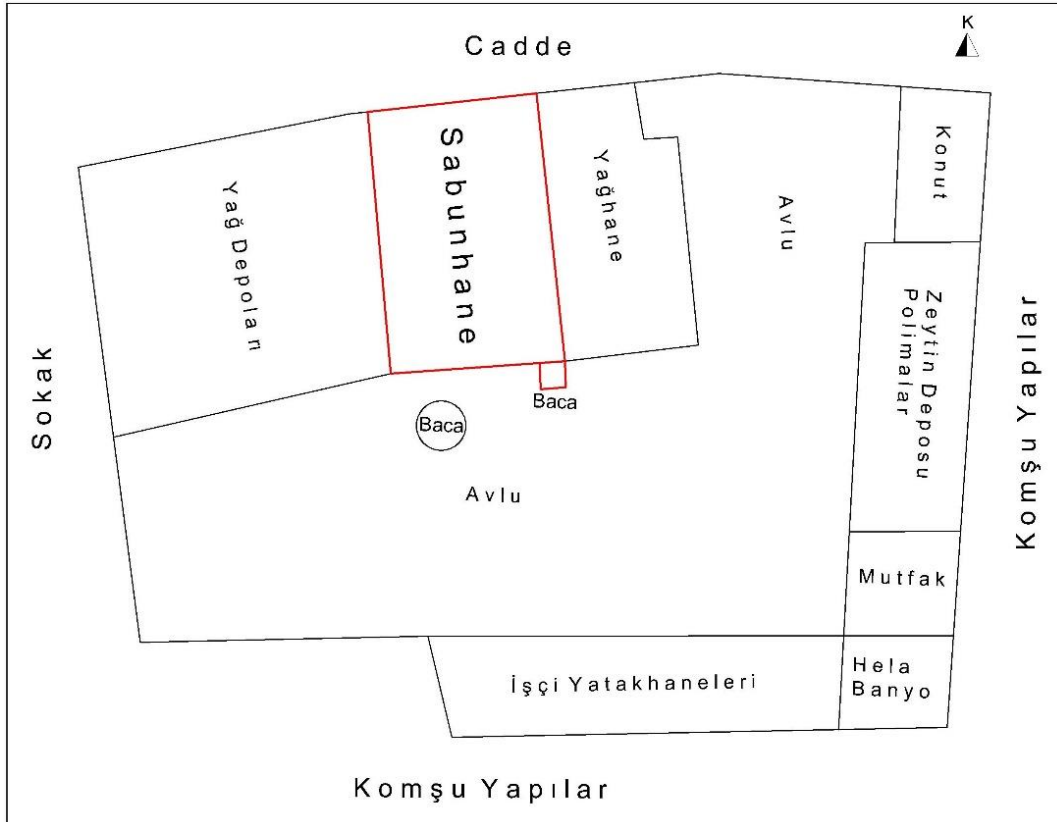 Cadde
K
Sabunhane
Yağhane
Yağ Depoları
Avlu
Konut
Zeytin Deposu
Polimalar
Sokak
Komşu Yapılar
Baca
Baca
Avlu
Mutfak
İşçi Yatakhaneleri
Hela
Banyo
Komşu Yapılar